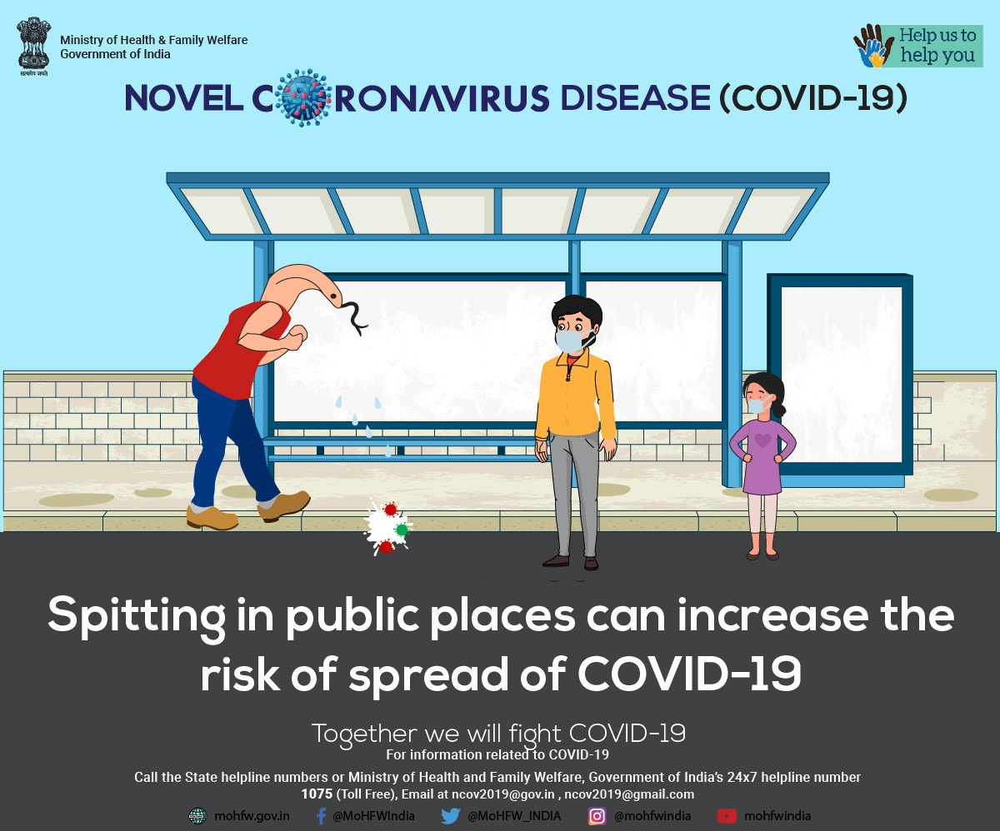 Ministry of Health & Family Welfare
Government of India
सत्यमेव जयते
Help us to
help you
NOVEL CORONAVIRUS DISEASE (COVID-19)
Spitting in public places can increase the
risk of spread of COVID-19
Together we will fight COVID-19
For information related to COVID-19
Call the State helpline numbers or Ministry of Health and Family Welfare, Government of India's 24x7 helpline number
1075 (Toll Free), Email at ncov2019@gov.in , ncov2019@gmail.com
mohfw.gov.in @MoHFWIndia @MoHFW_INDIA @mohfwindia mohfwindia